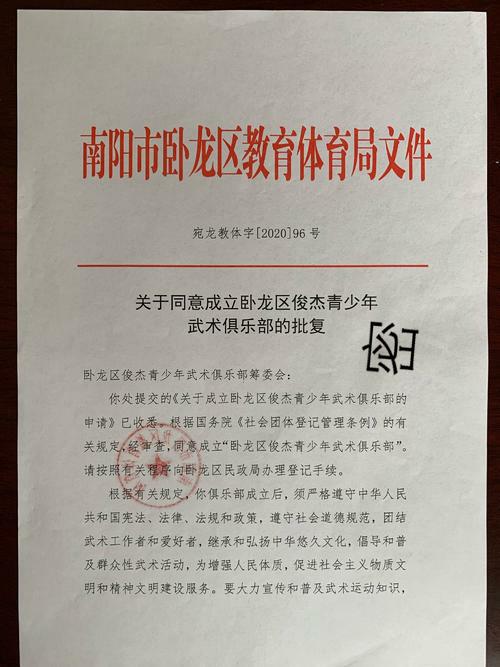 南阳市卧龙区教育体育局文件
宛龙教体字[2020]96号
关于同意成立卧龙区俊杰青少年
武术俱乐部的批复
密
卧龙区俊杰青少年武术俱乐部筹委会：
你处提交的《关于成立卧龙区俊杰青少年武术俱乐部的
申请》已收悉。根据国务院《社会团体登记管理条例》的有
关规定,经审查,同意成立“卧龙区俊杰青少年武术俱乐部”。
请按照有关程序向卧龙区民政局办理登记手续。
根据有关规定，你俱乐部成立后，须严格遵守中华人民
共和国宪法、法律、法规和政策，遵守社会道德规范，团结
武术工作者和爱好者，继承和弘扬中华悠久文化，倡导和普
及群众性武术活动，为增强人民体质，促进社会主义物质文
明和精神文明建设服务。要大力宣传和普及武术运动知识，